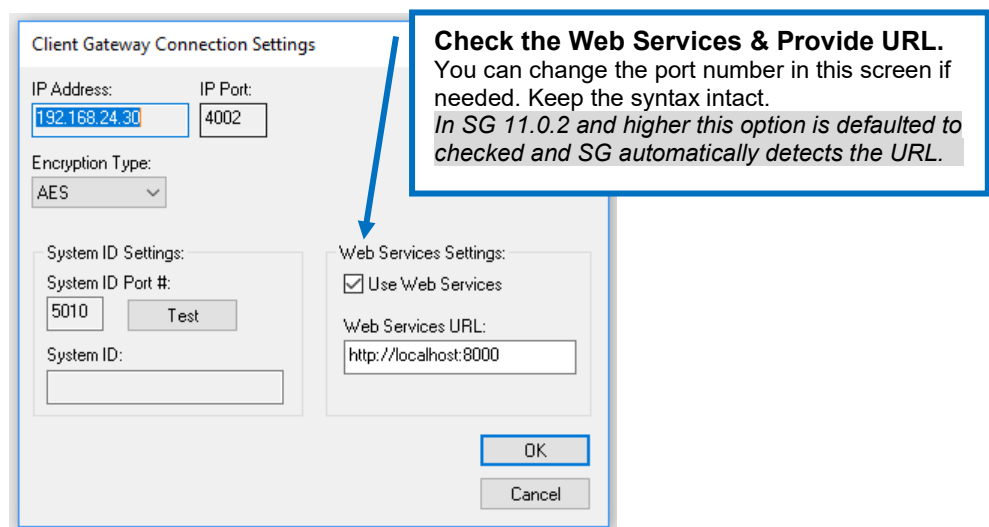 Client Gateway Connection Settings
Check the Web Services & Provide URL.
You can change the port number in this screen if
needed. Keep the syntax intact.
In SG 11.0.2 and higher this option is defaulted to
checked and SG automatically detects the URL.
IP Address:
IP Port:
192.168.24.30
4002
Encryption Type:
AES
System ID Settings:
System ID Port #:
5010
Test
System ID:
Web Services Settings:
Use Web Services
Web Services URL:
http://localhost:8000
OK
Cancel